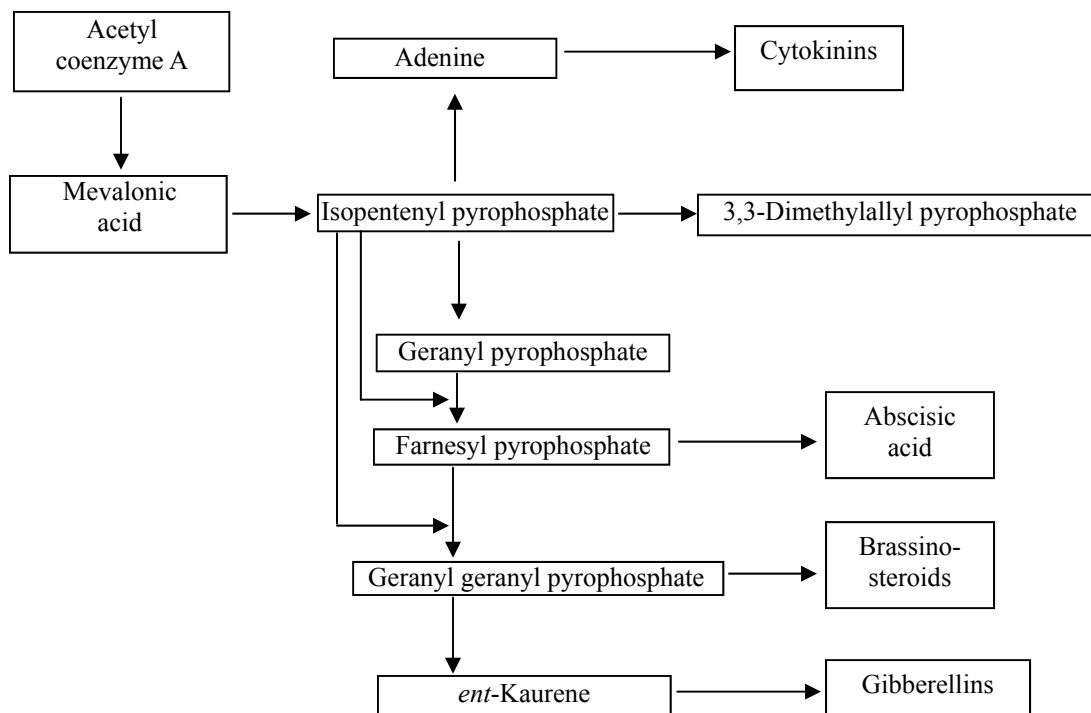 Acetyl
coenzyme A
Adenine
Cytokinins
Mevalonic
acid
Isopentenyl pyrophosphate
3,3-Dimethylallyl pyrophosphate
Geranyl pyrophosphate
Farnesyl pyrophosphate
Abscisic
acid
Geranyl geranyl pyrophosphate
Brassino-
steroids
ent-Kaurene
Gibberellins